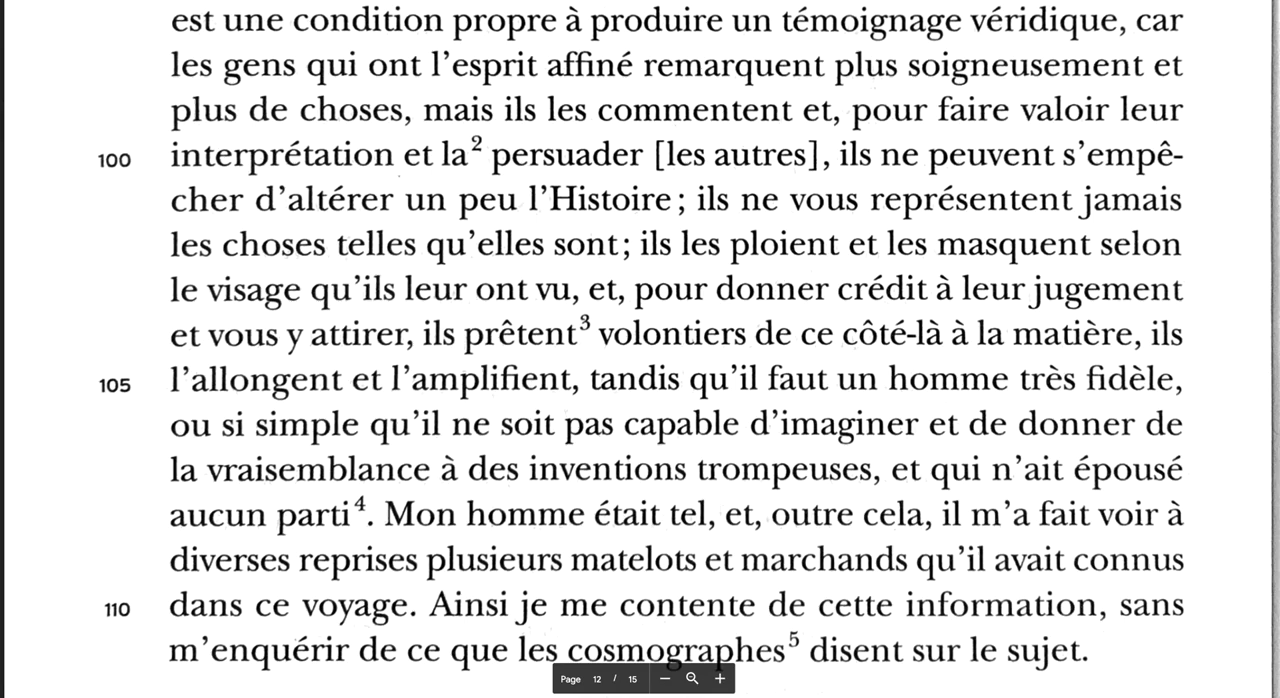 est une condition propre à produire un témoignage véridique, car
les gens qui ont l’esprit affiné remarquent plus soigneusement et
plus de choses, mais ils les commentent et, pour faire valoir leur
100 interprétation et la² persuader [les autres], ils ne peuvent s’empê-
cher d’altérer un peu l’Histoire ; ils ne vous représentent jamais
les choses telles qu’elles sont ; ils les ploient et les masquent selon
le visage qu’ils leur ont vu, et, pour donner crédit à leur jugement
et vous y attirer, ils prêtent³ volontiers de ce côté-là à la matière, ils
105 l’allongent et l’amplifient, tandis qu’il faut un homme très fidèle,
ou si simple qu’il ne soit pas capable d’imaginer et de donner de
la vraisemblance à des inventions trompeuses, et qui n’ait épousé
aucun parti⁴. Mon homme était tel, et, outre cela, il m’a fait voir à
diverses reprises plusieurs matelots et marchands qu’il avait connus
110 dans ce voyage. Ainsi je me contente de cette information, sans
m’enquérir de ce que les cosmographes⁵ disent sur le sujet.
Page 12 / 15